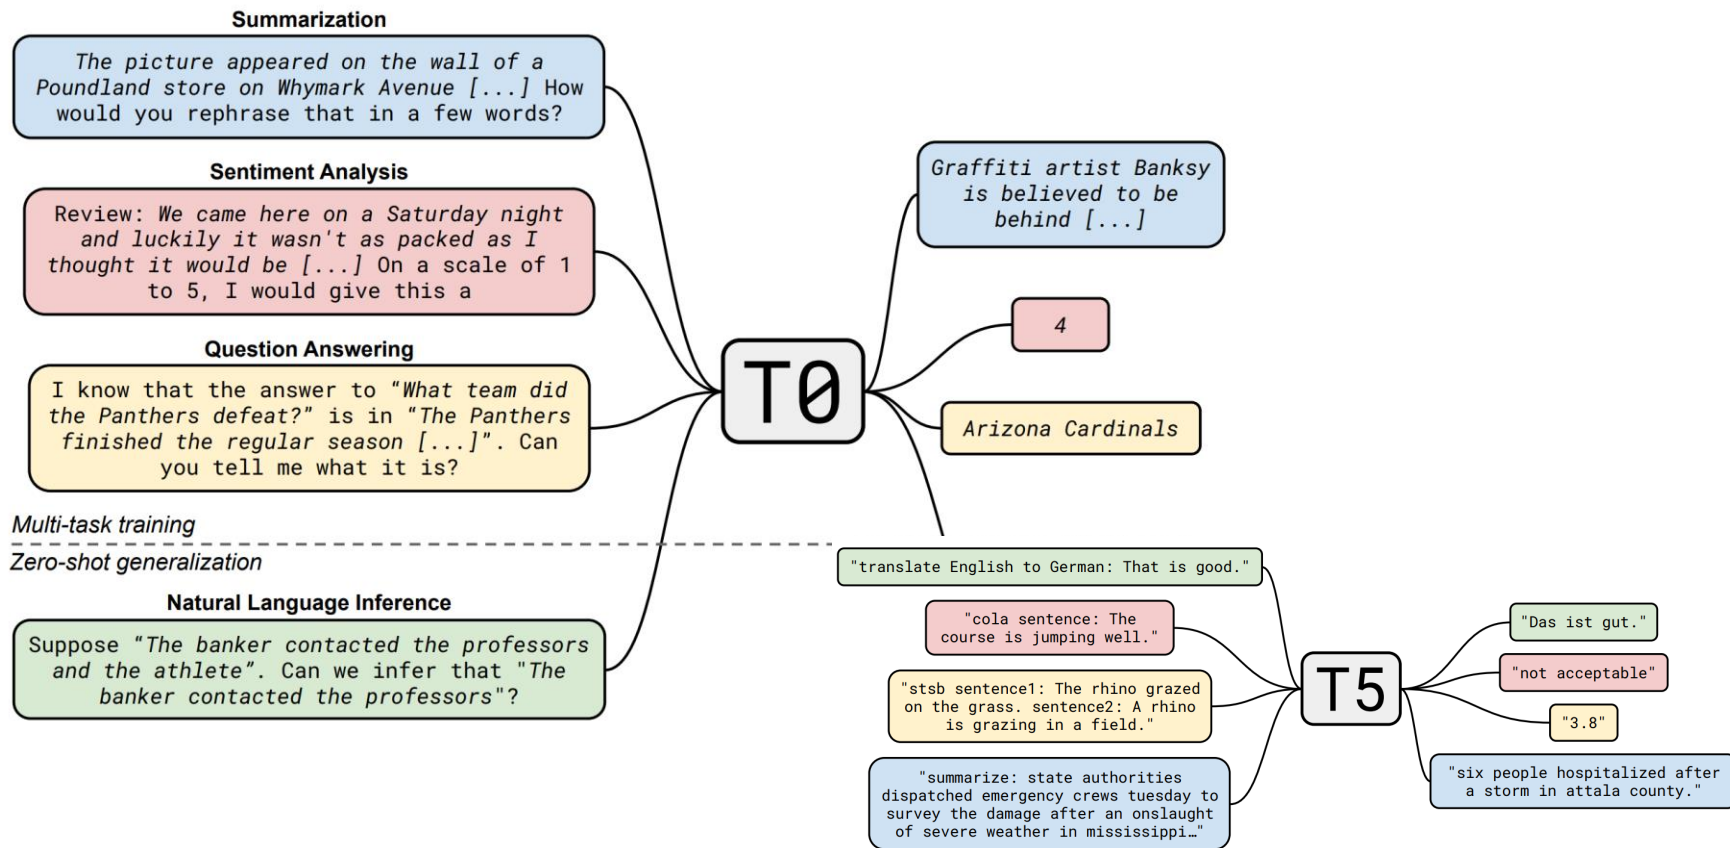 Summarization
The picture appeared on the wall of a
Poundland store on Whymark Avenue [...] How
would you rephrase that in a few words?
Sentiment Analysis
Review: We came here on a Saturday night
and luckily it wasn't as packed as I
thought it would be [...] On a scale of 1
to 5, I would give this a
Question Answering
I know that the answer to “What team did
the Panthers defeat?” is in “The Panthers
finished the regular season [...]”. Can
you tell me what it is?
Multi-task training
Zero-shot generalization
Natural Language Inference
Suppose “The banker contacted the professors
and the athlete”. Can we infer that "The
banker contacted the professors"?
T0
Graffiti artist Banksy
is believed to be
behind [...]
4
Arizona Cardinals
"translate English to German: That is good."
"cola sentence: The
course is jumping well."
"stsb sentence1: The rhino grazed
on the grass. sentence2: A rhino
is grazing in a field."
"summarize: state authorities
dispatched emergency crews tuesday to
survey the damage after an onslaught
of severe weather in mississippi…"
T5
"Das ist gut."
"not acceptable"
"3.8"
"six people hospitalized after
a storm in attala county."